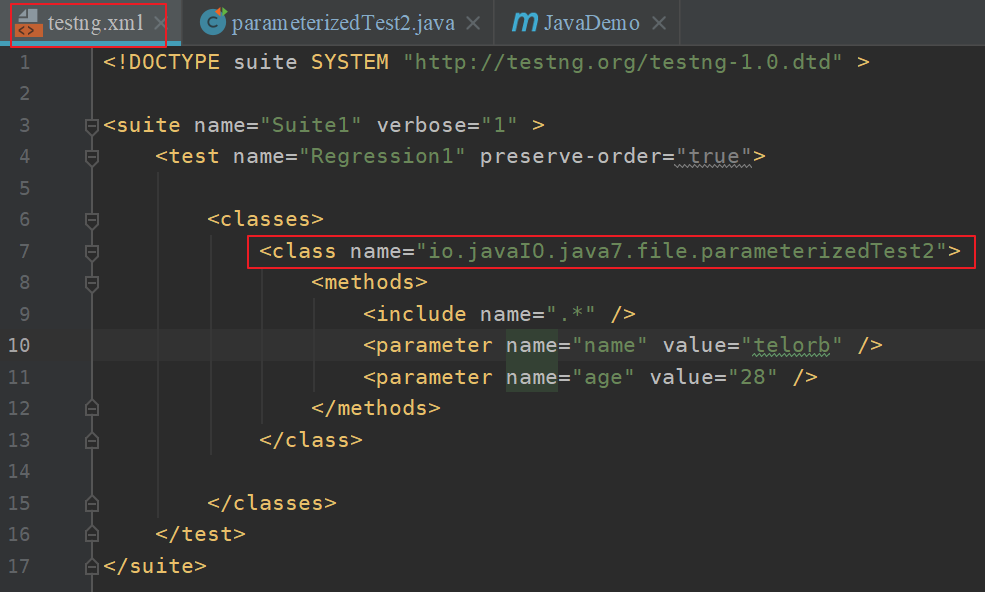 testng.xml parameterizedTest2.java JavaDemo
1 <!DOCTYPE suite SYSTEM "http://testng.org/testng-1.0.dtd" >
2
3 <suite name="Suite1" verbose="1" >
4 <test name="Regression1" preserve-order="true">
5
6 <classes>
7 <class name="io.javaIO.java7.file.parameterizedTest2">
8 <methods>
9 <include name=".*" />
10 <parameter name="name" value="telorb" />
11 <parameter name="age" value="28" />
12 </methods>
13 </class>
14
15 </classes>
16 </test>
17 </suite>